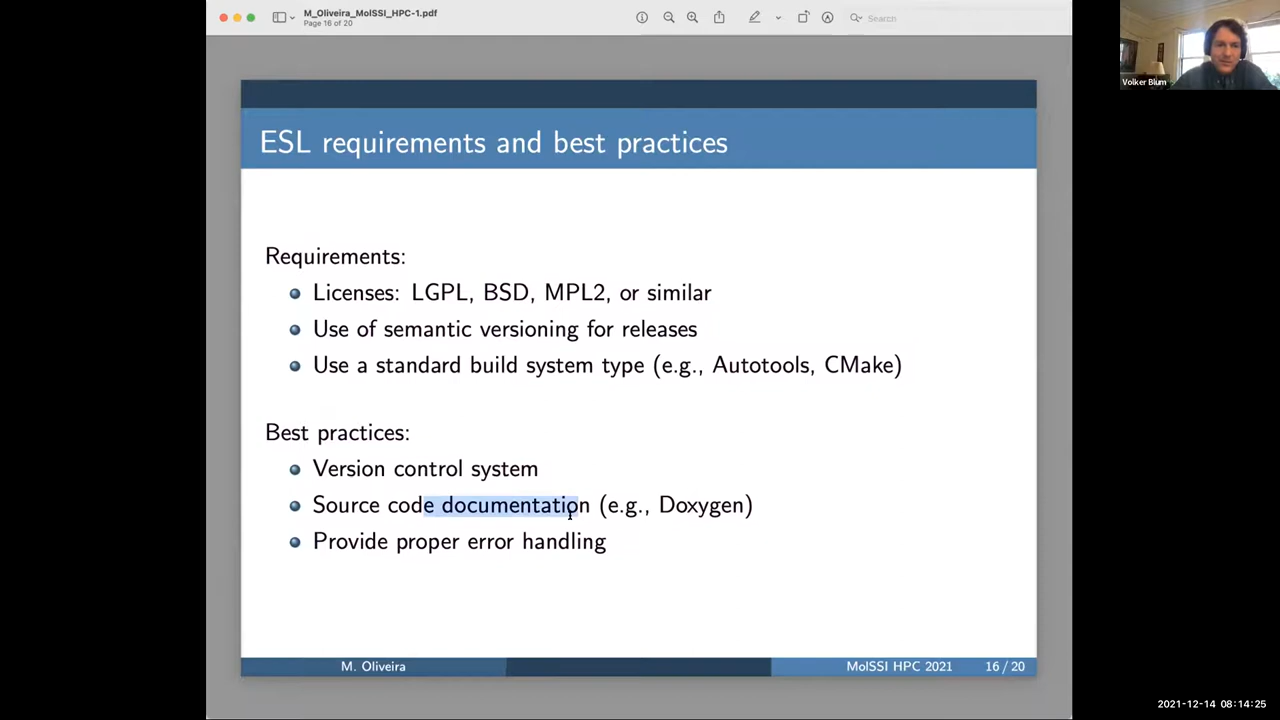 M_Oliveira_MolSSI_HPC-1.pdf
Page 16 of 20
Search
Volker Blum
ESL requirements and best practices
Requirements:
Licenses: LGPL, BSD, MPL2, or similar
Use of semantic versioning for releases
Use a standard build system type (e.g., Autotools, CMake)
Best practices:
Version control system
Source code documentation (e.g., Doxygen)
Provide proper error handling
M. Oliveira
MolSSI HPC 2021
16 / 20
2021-12-14 08:14:25